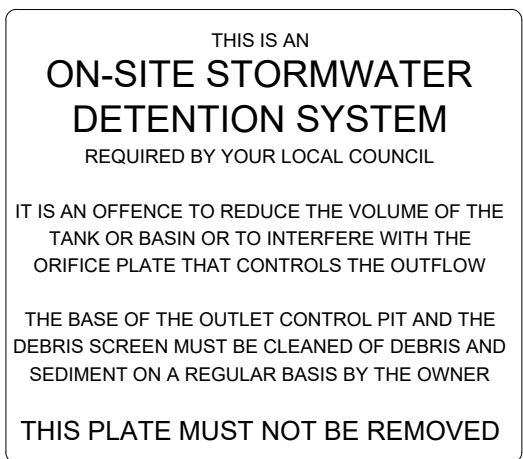 THIS IS AN
ON-SITE STORMWATER
DETENTION SYSTEM
REQUIRED BY YOUR LOCAL COUNCIL
IT IS AN OFFENCE TO REDUCE THE VOLUME OF THE
TANK OR BASIN OR TO INTERFERE WITH THE
ORIFICE PLATE THAT CONTROLS THE OUTFLOW
THE BASE OF THE OUTLET CONTROL PIT AND THE
DEBRIS SCREEN MUST BE CLEANED OF DEBRIS AND
SEDIMENT ON A REGULAR BASIS BY THE OWNER
THIS PLATE MUST NOT BE REMOVED